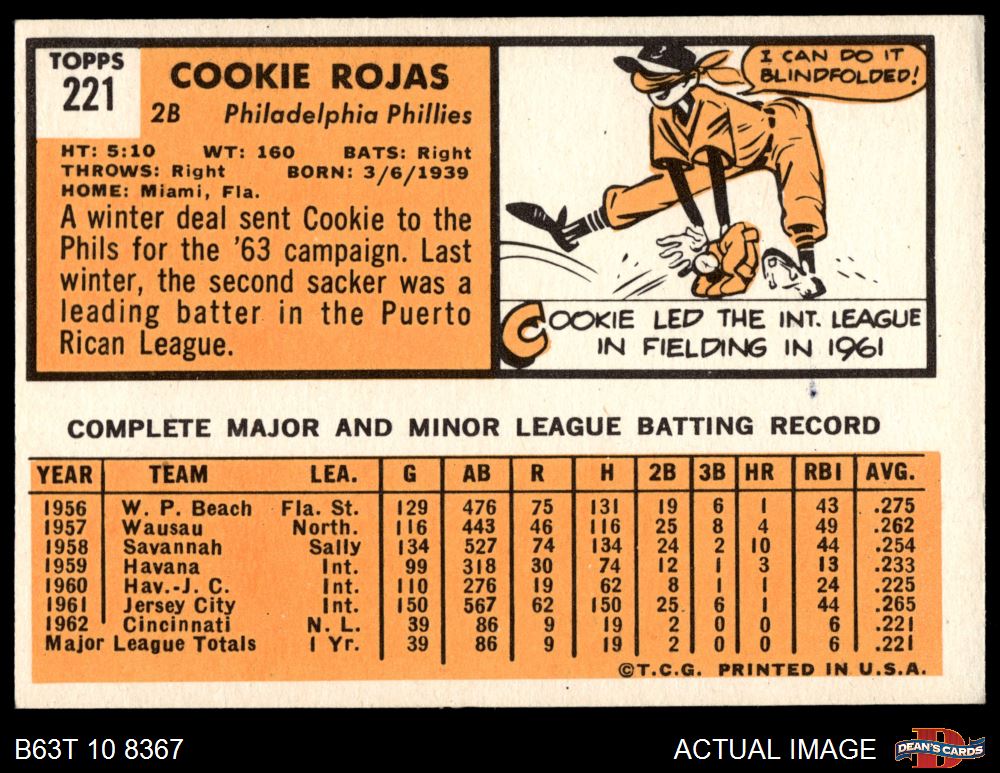 TOPPS
221
COOKIE ROJAS
2B Philadelphia Phillies
HT: 5:10 WT: 160 BATS: Right
THROWS: Right BORN: 3/6/1939
HOME: Miami, Fla.
A winter deal sent Cookie to the
Phils for the '63 campaign. Last
winter, the second sacker was a
leading batter in the Puerto
Rican League.
I CAN DO IT
BLINDFOLDED!
COOKIE LED THE INT. LEAGUE
IN FIELDING IN 1961
COMPLETE MAJOR AND MINOR LEAGUE BATTING RECORD
YEAR TEAM LEA. G AB R H 2B 3B HR RBI AVG.
1956 W. P. Beach Fla. St. 129 476 75 131 19 6 1 43 .275
1957 Wausau North. 116 443 46 116 25 8 4 49 .262
1958 Savannah Sally 134 527 74 134 24 2 10 44 .254
1959 Havana Int. 99 318 30 74 12 1 3 13 .233
1960 Hav.-J. C. Int. 110 276 19 62 8 1 1 24 .225
1961 Jersey City Int. 150 567 62 150 25 6 1 44 .265
1962 Cincinnati N. L. 39 86 9 19 2 0 0 6 .221
Major League Totals 1 Yr. 39 86 9 19 2 0 0 6 .221
©T.C.G. PRINTED IN U.S.A.
B63T 10 8367
ACTUAL IMAGE
DEAN'S CARDS